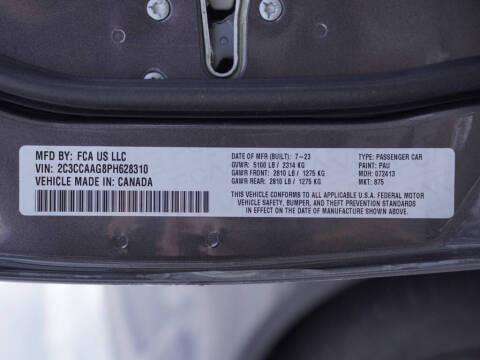 MFD BY: FCA US LLC
VIN: 2C3CCAAG8PH628310
VEHICLE MADE IN: CANADA
DATE OF MFR (BUILT): 7-23
GVWR: 5100 LB / 2314 KG
GAWR FRONT: 2810 LB / 1275 KG
GAWR REAR: 2810 LB / 1275 KG
TYPE: PASSENGER CAR
PAINT: PAU
MDH: 072413
MKT: 875
THIS VEHICLE CONFORMS TO ALL APPLICABLE U.S.A. FEDERAL MOTOR
VEHICLE SAFETY, BUMPER, AND THEFT PREVENTION STANDARDS
IN EFFECT ON THE DATE OF MANUFACTURE SHOWN ABOVE.